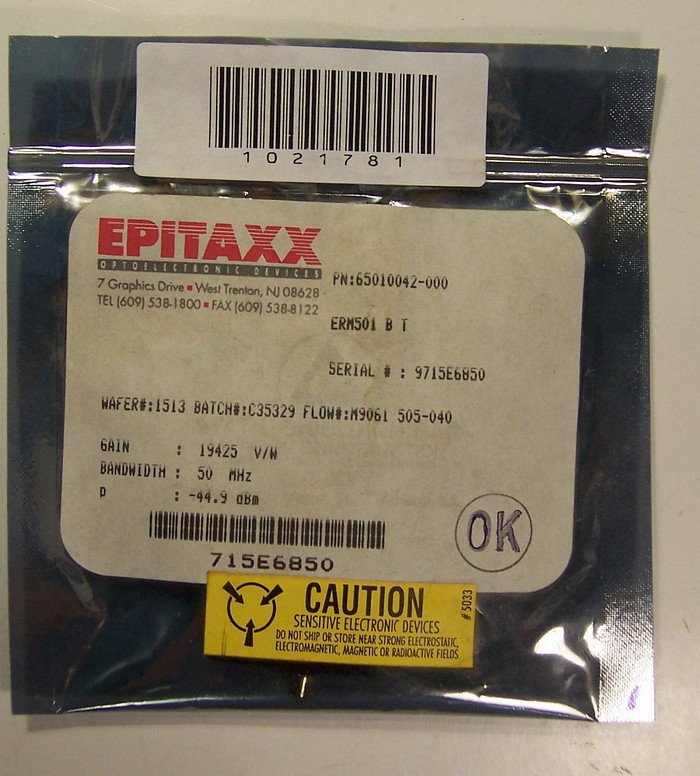 1021781
EPITAXX
OPTOELECTRONIC DEVICES
7 Graphics Drive ▪ West Trenton, NJ 08628
TEL (609) 538-1800 ▪ FAX (609) 538-8122
PN:65010042-000
ERM501 B T
SERIAL # : 9715E6850
WAFER#:1513 BATCH#:C35329 FLOW#:M9061 505-040
GAIN : 19425 V/W
BANDWIDTH : 50 MHz
P : -44.9 dBm
715E6850
OK
CAUTION
SENSITIVE ELECTRONIC DEVICES
DO NOT SHIP OR STORE NEAR STRONG ELECTROSTATIC,
ELECTROMAGNETIC, MAGNETIC OR RADIOACTIVE FIELDS
# 5033